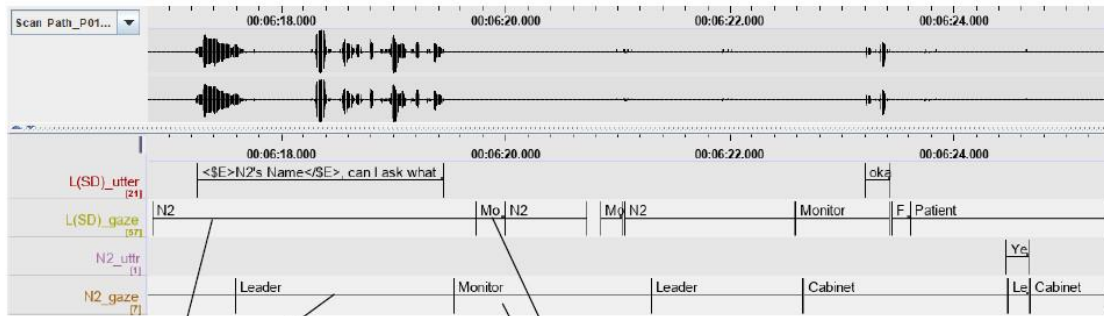 Scan Path_P01...
00:06:18.000 00:06:20.000 00:06:22.000 00:06:24.000
00:06:18.000 00:06:20.000 00:06:22.000 00:06:24.000
L(SD)_utter <$E>N2's Name</$E>, can I ask what oka
[21]
L(SD)_gaze N2 Mo N2 Mo N2 Monitor F Patient
[57]
N2_uttr Ye
[1]
N2_gaze Leader Monitor Leader Cabinet Le Cabinet
[7]